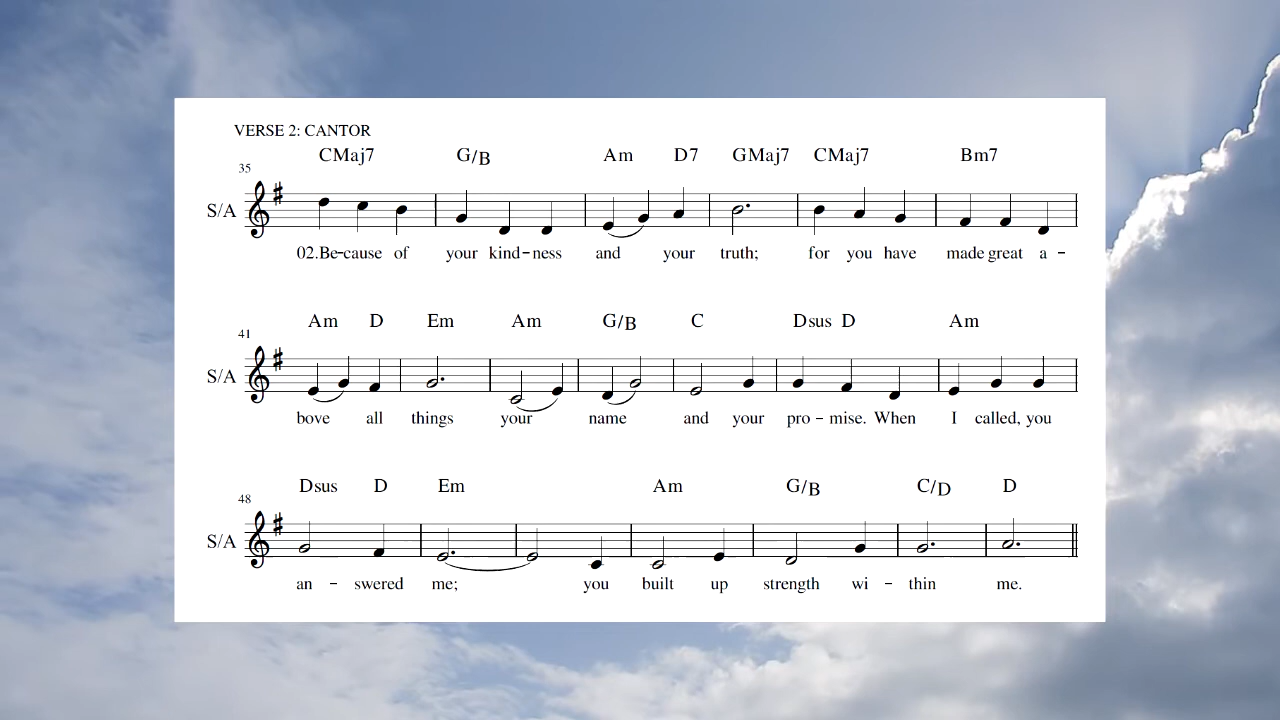 VERSE 2: CANTOR
CMaj7 G/B Am D7 GMaj7 CMaj7 Bm7
35
S/A
02.Be-cause of your kind-ness and your truth; for you have made great a -
Am D Em Am G/B C Dsus D Am
41
S/A
bove all things your name and your pro - mise. When I called, you
Dsus D Em Am G/B C/D D
48
S/A
an - swered me; you built up strength wi - thin me.